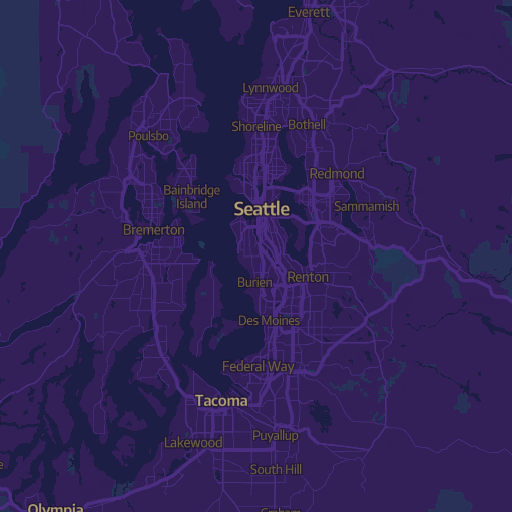 Everett
Lynnwood
Shoreline
Bothell
Poulsbo
Redmond
Bainbridge
Island
Seattle
Sammamish
Bremerton
Renton
Burien
Des Moines
Federal Way
Tacoma
Puyallup
Lakewood
South Hill
Olympia